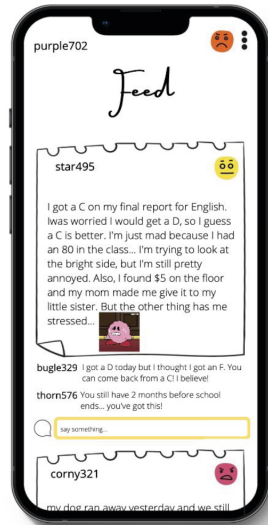 purple702
Feed
star495
I got a C on my final report for English.
Iwas worried I would get a D, so I guess
a C is better. I'm just mad because I had
an 80 in the class... I'm trying to look at
the bright side, but I'm still pretty
annoyed. Also, I found $5 on the floor
and my mom made me give it to my
little sister. But the other thing has me
stressed...
bugle329 I got a D today but I thought I got an F. You
can come back from a C! I believe!
thorn576 You still have 2 months before school
ends... you've got this!
say something...
corny321
my dog ran away yesterday and we still